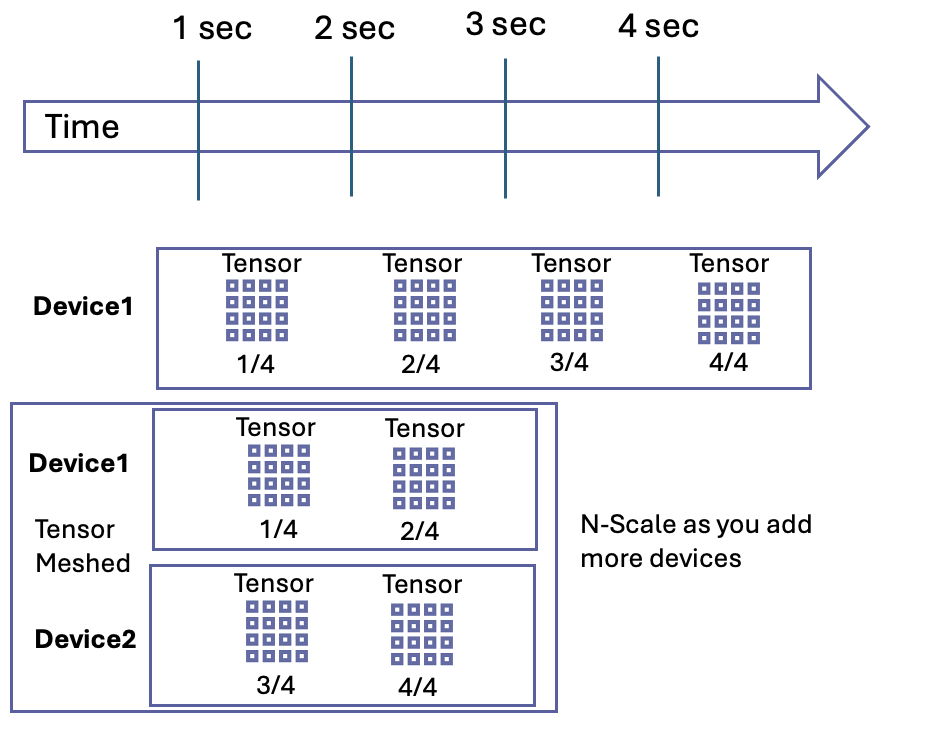 1 sec
2 sec
3 sec
4 sec
Time
Device1
Tensor
1/4
Tensor
2/4
Tensor
3/4
Tensor
4/4
Device1
Tensor
1/4
Tensor
2/4
Tensor
Meshed
Device2
Tensor
3/4
Tensor
4/4
N-Scale as you add
more devices